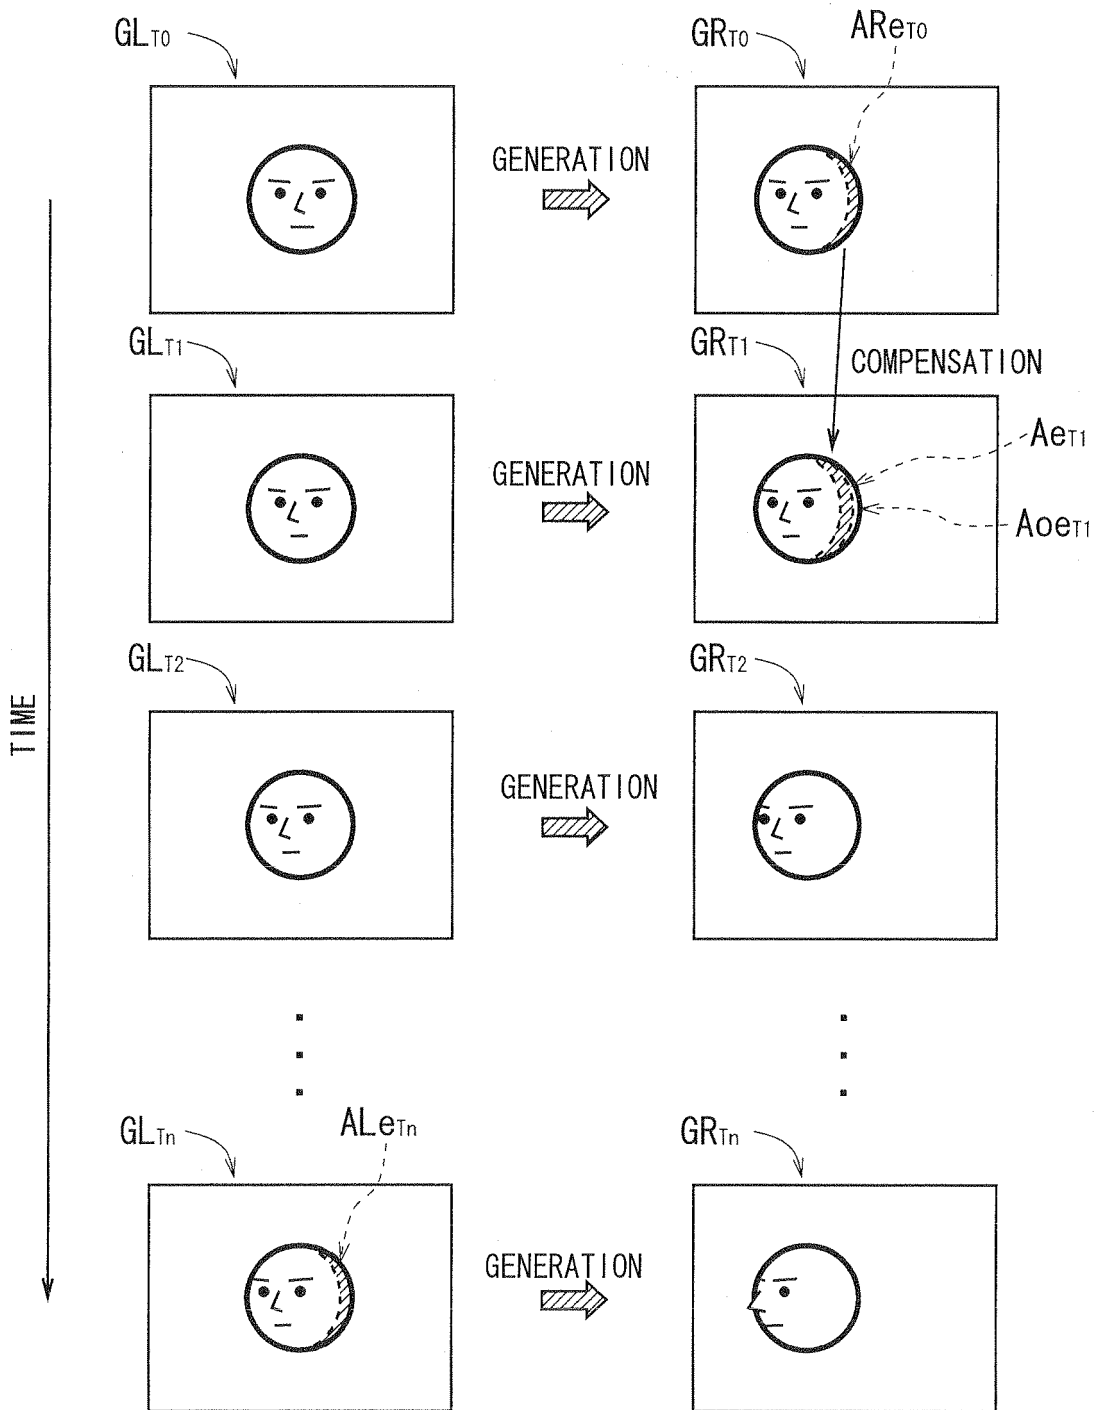 GLT0
GRT0
AReT0
GENERATION
GLT1
GRT1
COMPENSATION
AeT1
GENERATION
AoeT1
GLT2
GRT2
TIME
GENERATION
GLTn
ALeTn
GRTn
GENERATION